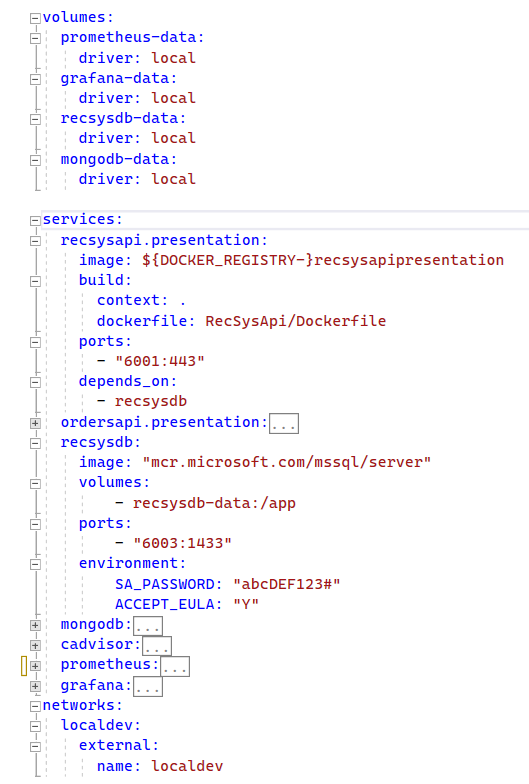 volumes:
  prometheus-data:
    driver: local
  grafana-data:
    driver: local
  recsysdb-data:
    driver: local
  mongodb-data:
    driver: local

services:
  recsysapi.presentation:
    image: ${DOCKER_REGISTRY-}recsysapipresentation
    build:
      context: .
      dockerfile: RecSysApi/Dockerfile
    ports:
      - "6001:443"
    depends_on:
      - recsysdb
  ordersapi.presentation:...
  recsysdb:
    image: "mcr.microsoft.com/mssql/server"
    volumes:
        - recsysdb-data:/app
    ports:
      - "6003:1433"
    environment:
        SA_PASSWORD: "abcDEF123#"
        ACCEPT_EULA: "Y"
  mongodb:...
  cadvisor:...
  prometheus:...
  grafana:...
networks:
  localdev:
    external:
      name: localdev